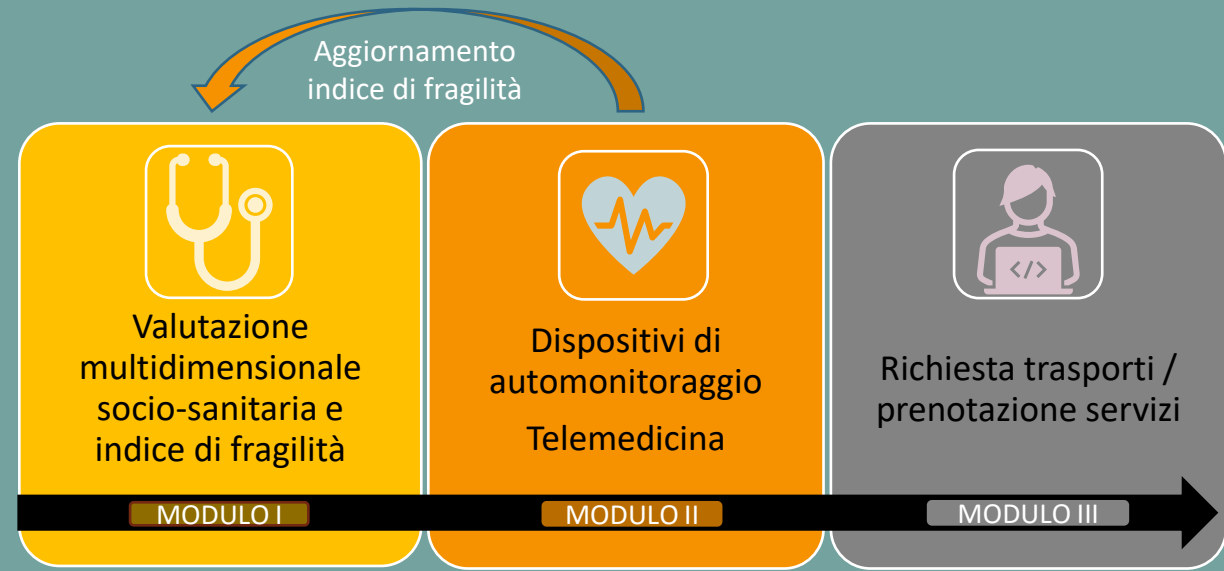 Aggiornamento
indice di fragilità
Valutazione
multidimensionale
socio-sanitaria e
indice di fragilità
MODULO I
Dispositivi di
automonitoraggio
Telemedicina
MODULO II
</>
Richiesta trasporti /
prenotazione servizi
MODULO III